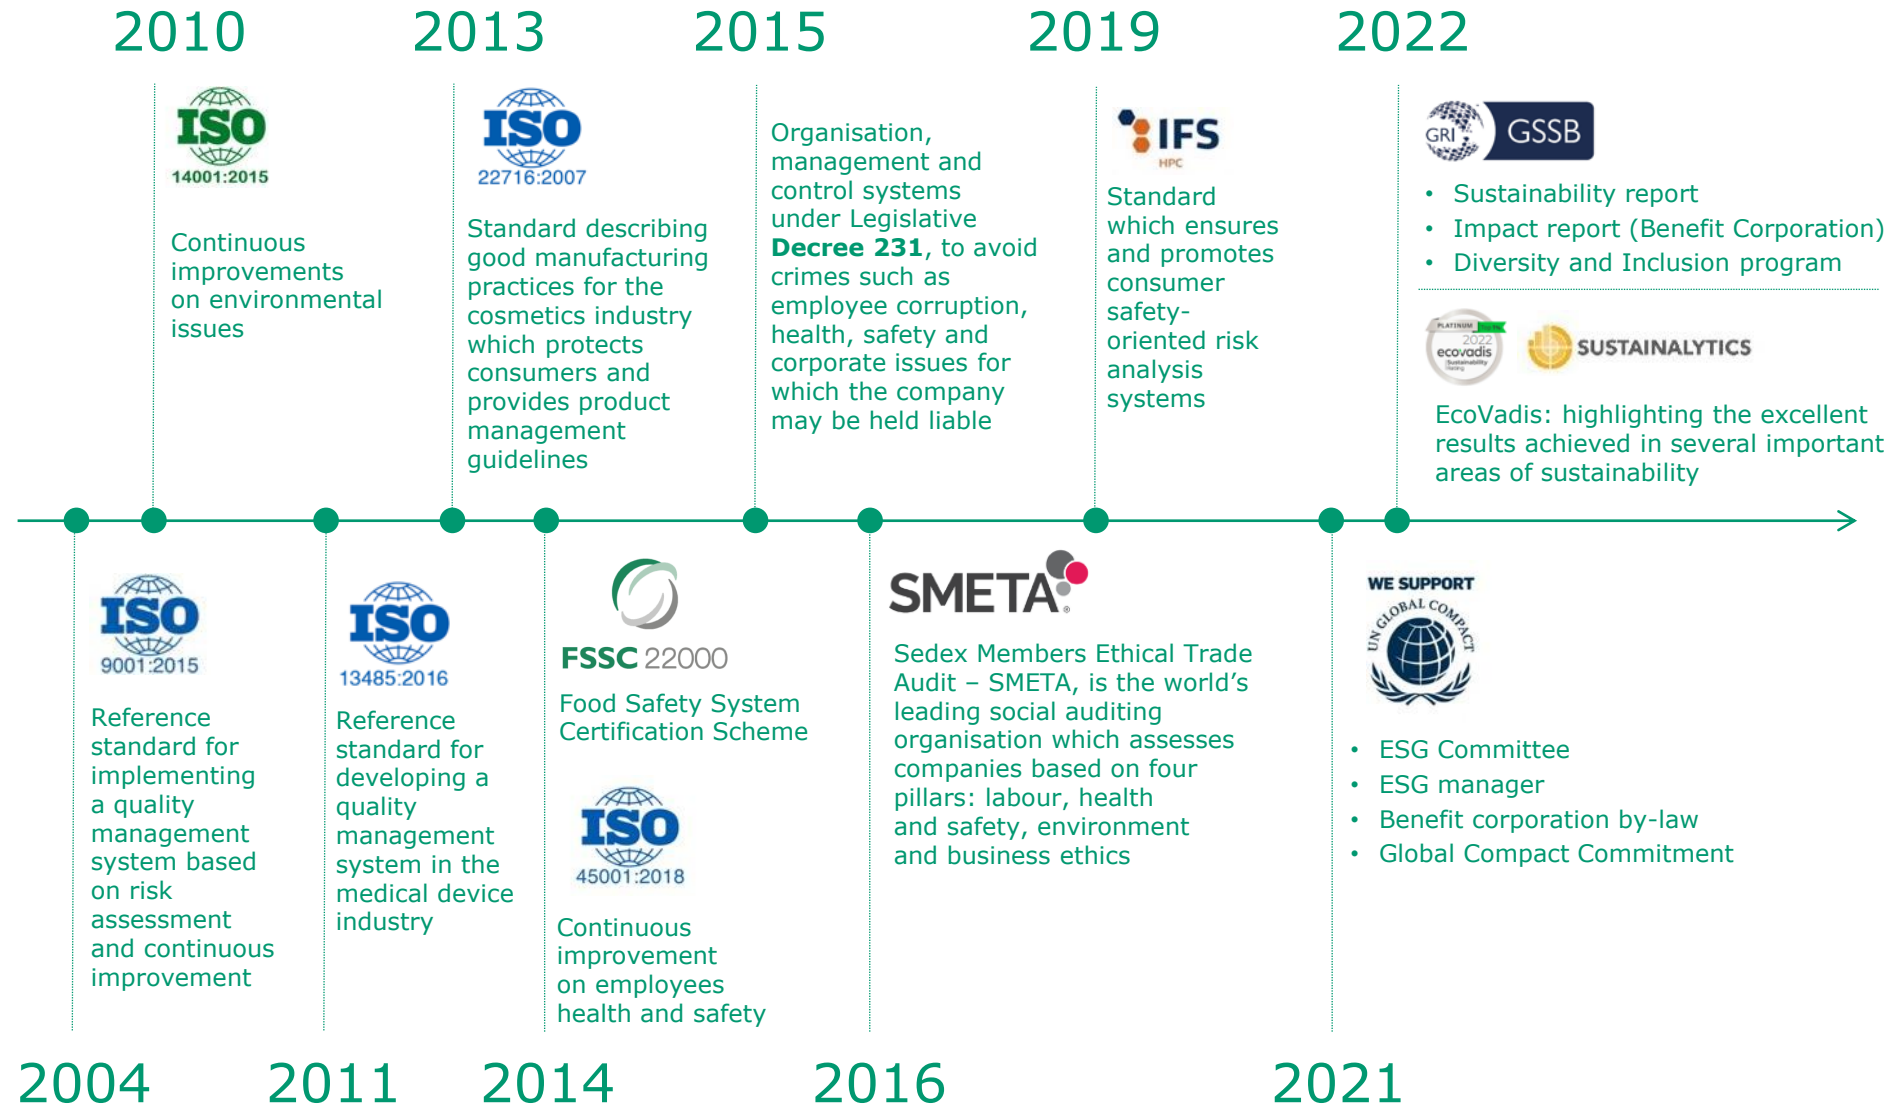 2010
2013
2015
2019
2022
ISO
14001:2015
Continuous
improvements
on environmental
issues
ISO
22716:2007
Standard describing
good manufacturing
practices for the
cosmetics industry
which protects
consumers and
provides product
management
guidelines
Organisation,
management and
control systems
under Legislative
Decree 231, to avoid
crimes such as
employee corruption,
health, safety and
corporate issues for
which the company
may be held liable
IFS
HPC
Standard
which ensures
and promotes
consumer
safety-
oriented risk
analysis
systems
GRI
GSSB
• Sustainability report
• Impact report (Benefit Corporation)
• Diversity and Inclusion program
PLATINUM
2022
ecovadis
Sustainability
Rating
SUSTAINALYTICS
EcoVadis: highlighting the excellent
results achieved in several important
areas of sustainability
ISO
9001:2015
Reference
standard for
implementing
a quality
management
system based
on risk
assessment
and continuous
improvement
ISO
13485:2016
Reference
standard for
developing a
quality
management
system in the
medical device
industry
FSSC 22000
Food Safety System
Certification Scheme
ISO
45001:2018
Continuous
improvement
on employees
health and safety
SMETA®
Sedex Members Ethical Trade
Audit – SMETA, is the world’s
leading social auditing
organisation which assesses
companies based on four
pillars: labour, health
and safety, environment
and business ethics
WE SUPPORT
UN GLOBAL COMPACT
• ESG Committee
• ESG manager
• Benefit corporation by-law
• Global Compact Commitment
2004
2011
2014
2016
2021